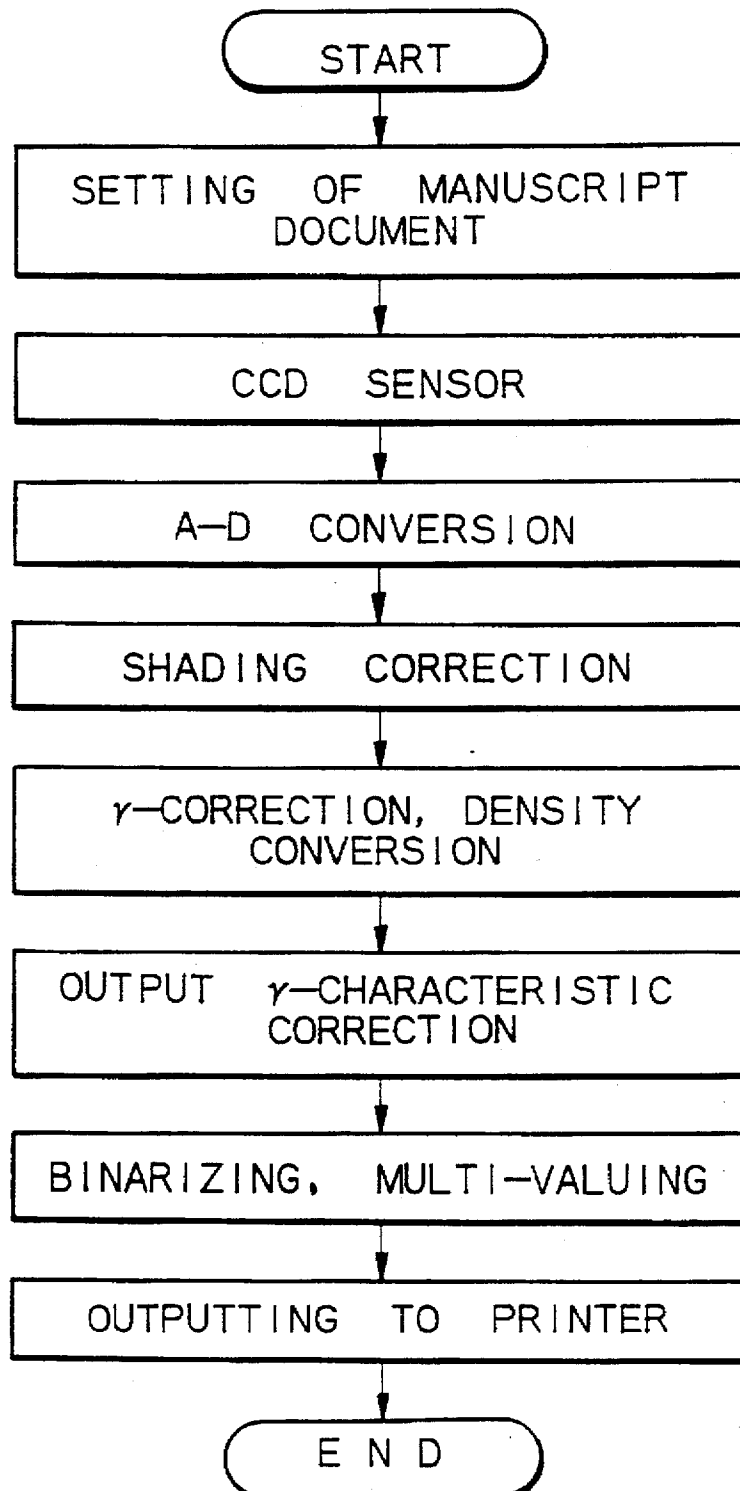 START
SETTING OF MANUSCRIPT
DOCUMENT
CCD SENSOR
A-D CONVERSION
SHADING CORRECTION
γ-CORRECTION, DENSITY
CONVERSION
OUTPUT γ-CHARACTERISTIC
CORRECTION
BINARIZING, MULTI-VALUING
OUTPUTTING TO PRINTER
END